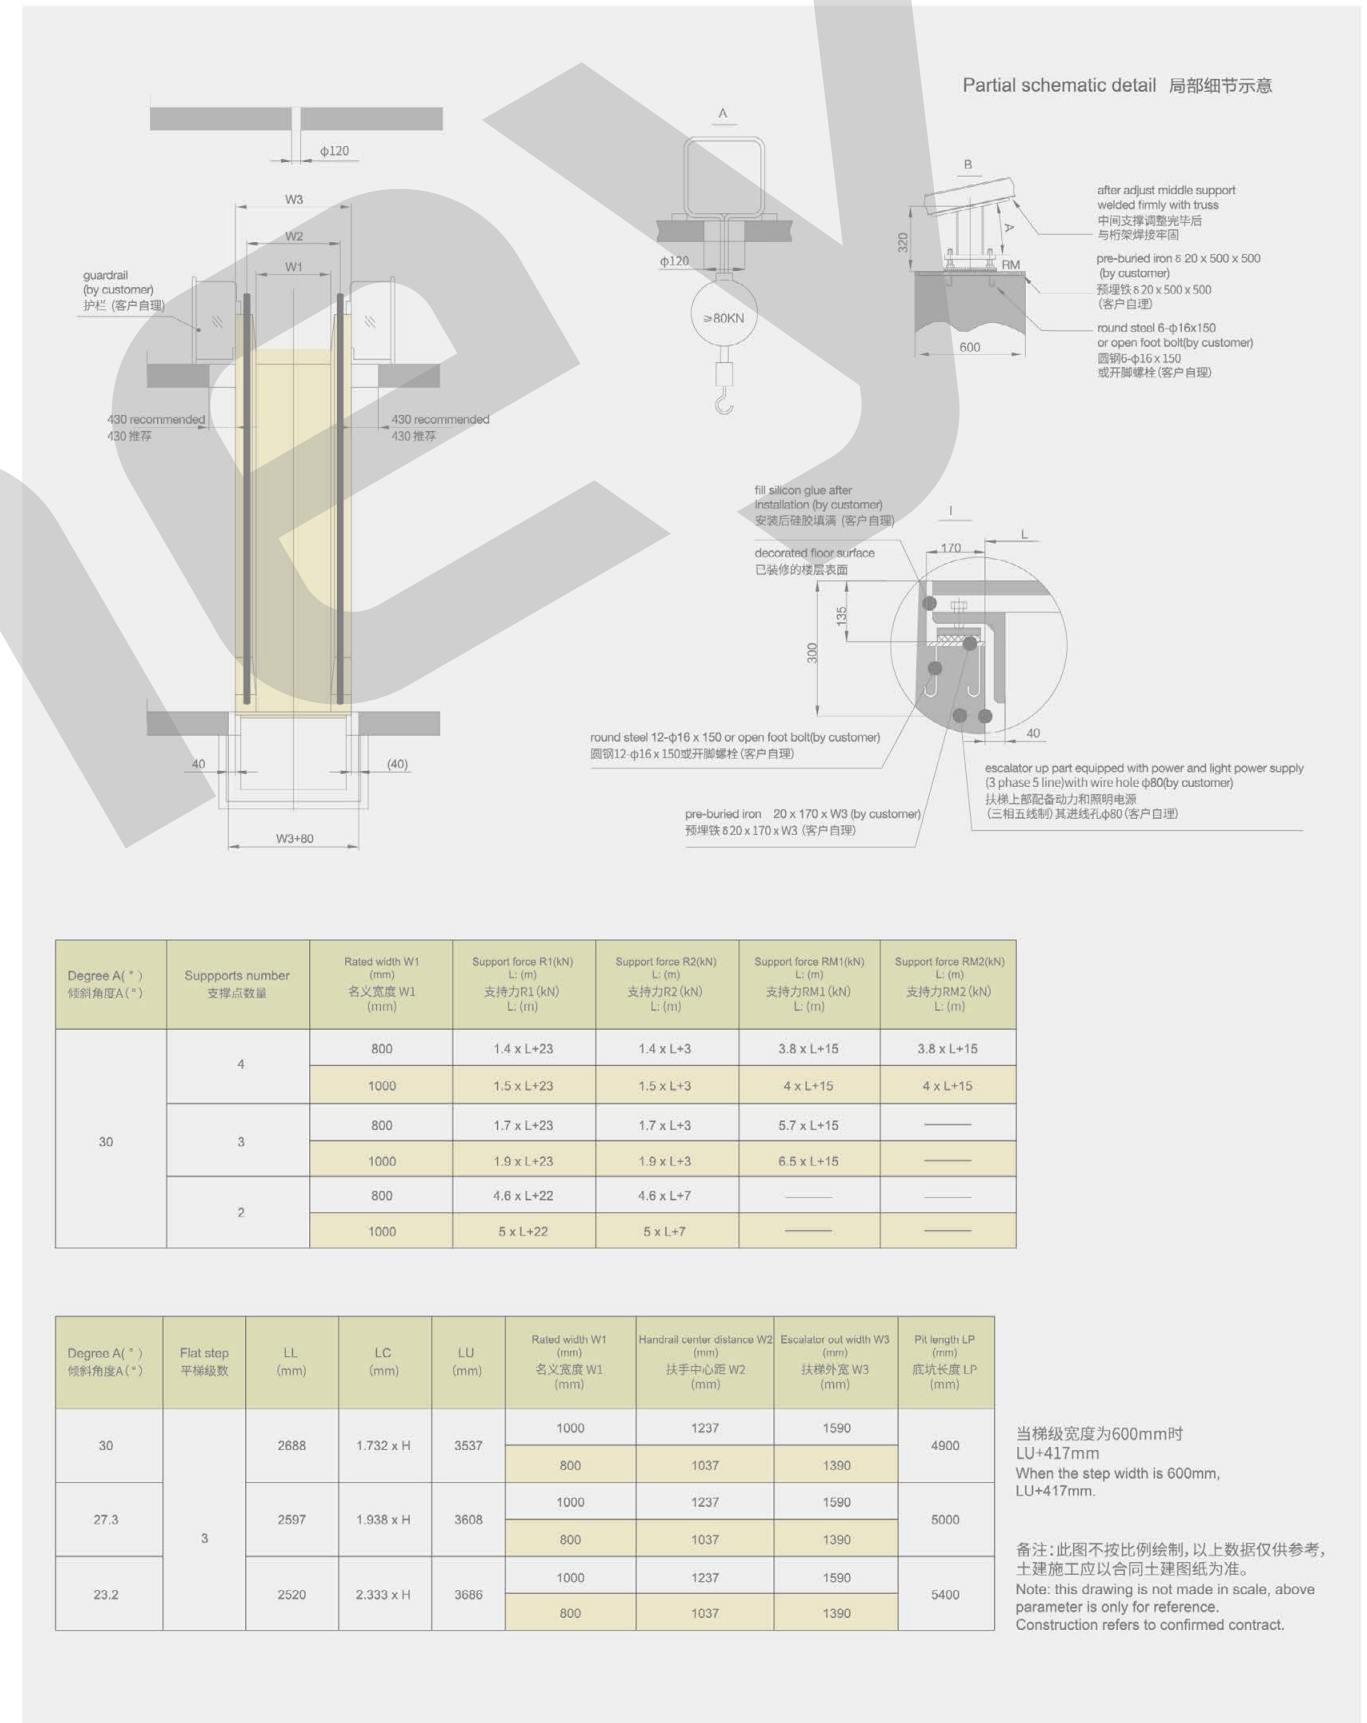 Partial schematic detail 局部细节示意
φ120
W3
W2
W1
guardrail
(by customer)
护栏 (客户自理)
430 recommended
430 推荐
430 recommended
430 推荐
40
(40)
W3+80
A
φ120
≥80KN
B
320
A
RM
600
after adjust middle support
welded firmly with truss
中间支撑调整完毕后
与桁架焊接牢固
pre-buried iron δ 20 x 500 x 500
(by customer)
预埋铁 δ 20 x 500 x 500
(客户自理)
round steel 6-φ16x150
or open foot bolt(by customer)
圆钢6-φ16 x 150
或开脚螺栓 (客户自理)
fill silicon glue after
installation (by customer)
安装后硅胶填满 (客户自理)
I
L
170
decorated floor surface
已装修的楼层表面
135
300
40
round steel 12-φ16 x 150 or open foot bolt(by customer)
圆钢12-φ16 x 150或开脚螺栓 (客户自理)
escalator up part equipped with power and light power supply
(3 phase 5 line)with wire hole φ80(by customer)
扶梯上部配备动力和照明电源
(三相五线制) 其进线孔φ80 (客户自理)
pre-buried iron 20 x 170 x W3 (by customer)
预埋铁 δ 20 x 170 x W3 (客户自理)
Degree A( ° )
倾斜角度A ( ° )
Suppports number
支撑点数量
Rated width W1
(mm)
名义宽度 W1
(mm)
Support force R1(kN)
L: (m)
支持力R1 (kN)
L: (m)
Support force R2(kN)
L: (m)
支持力R2 (kN)
L: (m)
Support force RM1(kN)
L: (m)
支持力RM1 (kN)
L: (m)
Support force RM2(kN)
L: (m)
支持力RM2 (kN)
L: (m)
30
4
800 1.4 x L+23 1.4 x L+3 3.8 x L+15 3.8 x L+15
1000 1.5 x L+23 1.5 x L+3 4 x L+15 4 x L+15
3
800 1.7 x L+23 1.7 x L+3 5.7 x L+15 ——
1000 1.9 x L+23 1.9 x L+3 6.5 x L+15 ——
2
800 4.6 x L+22 4.6 x L+7 —— ——
1000 5 x L+22 5 x L+7 —— ——
Degree A( ° )
倾斜角度A ( ° )
Flat step
平梯级数
LL
(mm)
LC
(mm)
LU
(mm)
Rated width W1
(mm)
名义宽度 W1
(mm)
Handrail center distance W2
(mm)
扶手中心距 W2
(mm)
Escalator out width W3
(mm)
扶梯外宽 W3
(mm)
Pit length LP
(mm)
底坑长度 LP
(mm)
3
30 2688 1.732 x H 3537 4900
1000 1237 1590
800 1037 1390
27.3 2597 1.938 x H 3608 5000
1000 1237 1590
800 1037 1390
23.2 2520 2.333 x H 3686 5400
1000 1237 1590
800 1037 1390
当梯级宽度为600mm时
LU+417mm
When the step width is 600mm,
LU+417mm.
备注：此图不按比例绘制，以上数据仅供参考，
土建施工应以合同土建图纸为准。
Note: this drawing is not made in scale, above
parameter is only for reference.
Construction refers to confirmed contract.